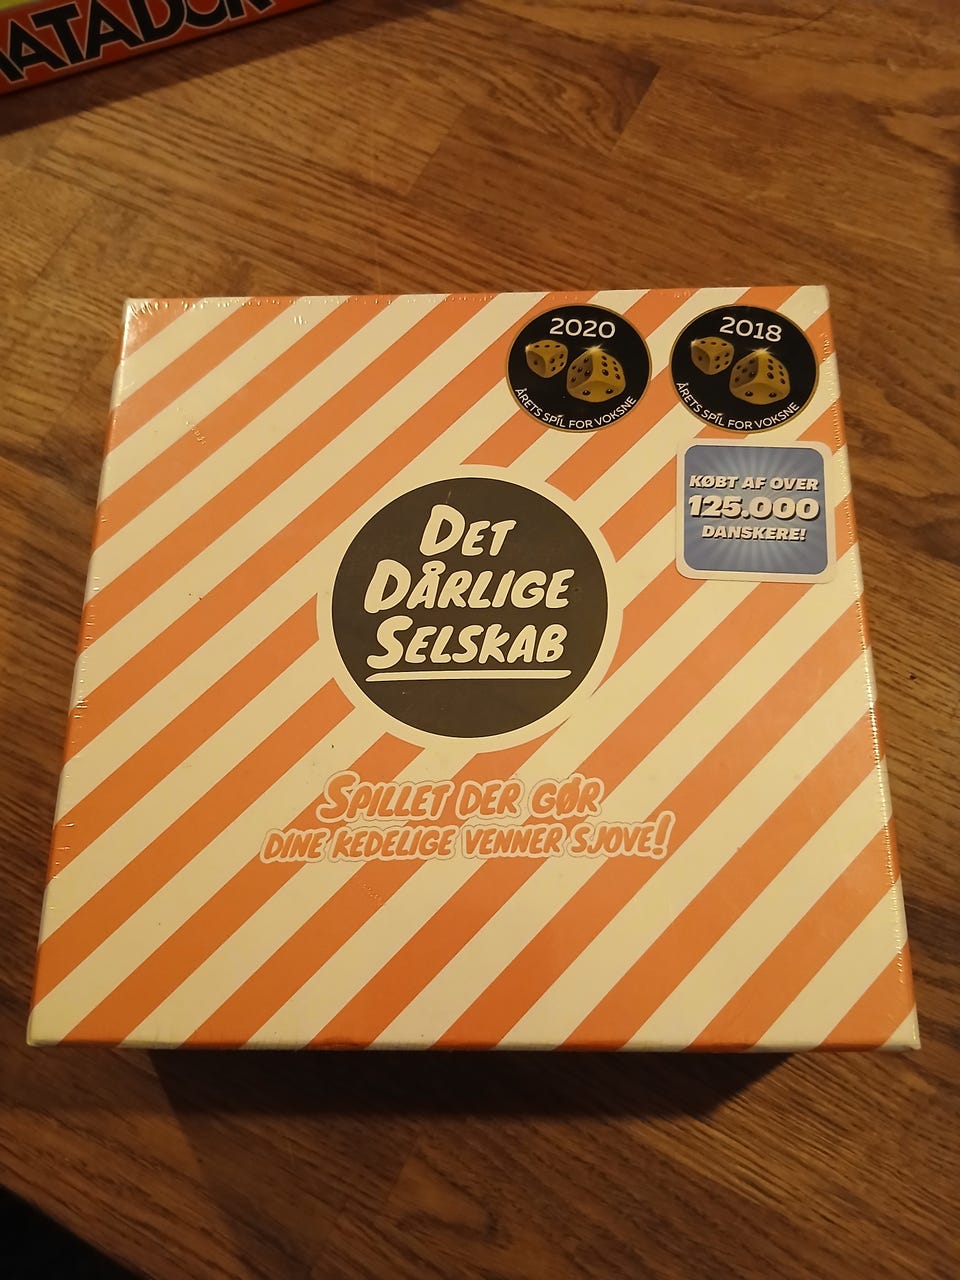 MATADOR
2020
ÅRETS SPIL FOR VOKSNE
2018
ÅRETS SPIL FOR VOKSNE
KØBT AF OVER
125.000
DANSKERE!
DET
DÅRLIGE
SELSKAB
SPILLET DER GØR
DINE KEDELIGE VENNER SJOVE!